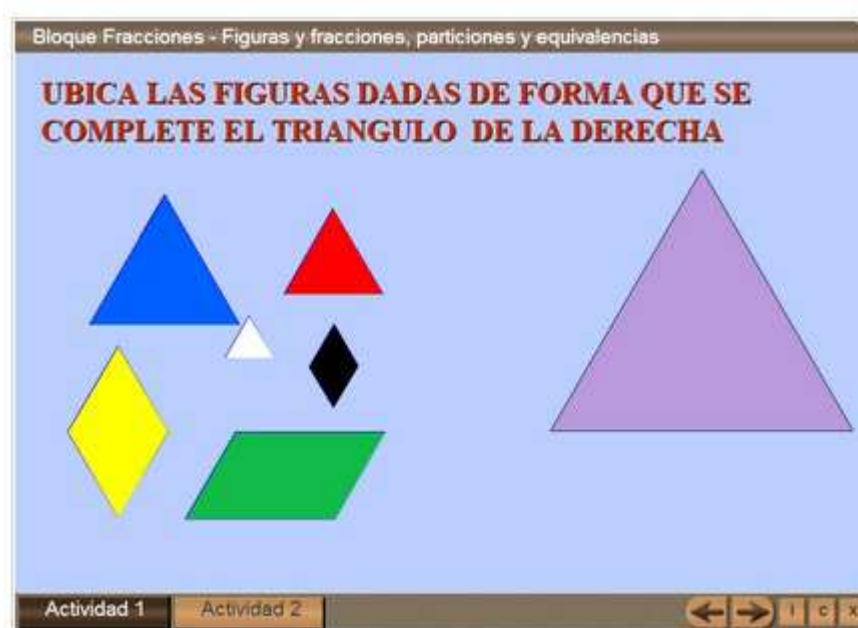 Bloque Fracciones - Figuras y fracciones, particiones y equivalencias
UBICA LAS FIGURAS DADAS DE FORMA QUE SE
COMPLETE EL TRIANGULO DE LA DERECHA
Actividad 1
Actividad 2
I
C
X